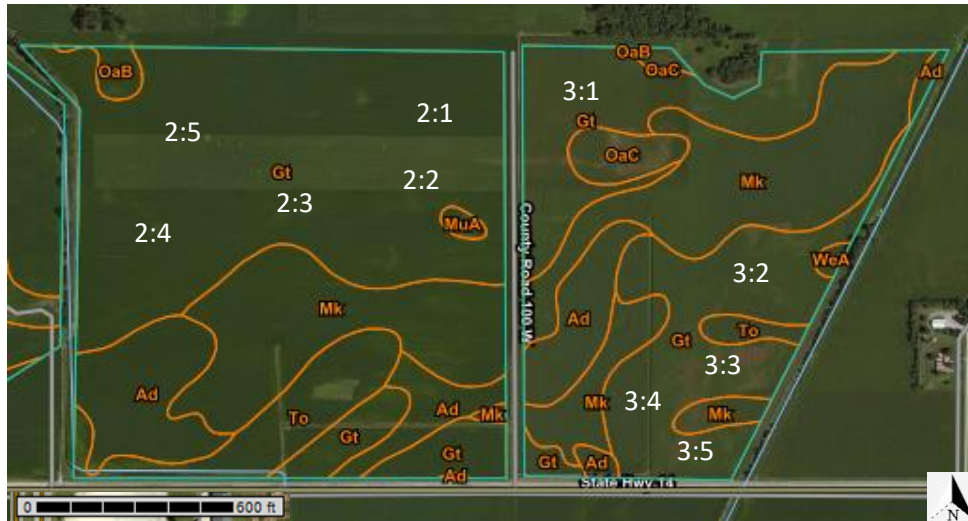 OaB
OaB
OaC
Ad
3:1
2:1
2:5
Gt
OaC
Gt
2:2
Mk
2:3
MuA
2:4
County Road 100 W
WeA
3:2
Mk
Ad
To
Gt
3:3
Ad
Mk
3:4
Mk
To
Ad
Mk
Gt
3:5
Gt
Gt
Ad
Ad
State Hwy 14
0
600 ft
N